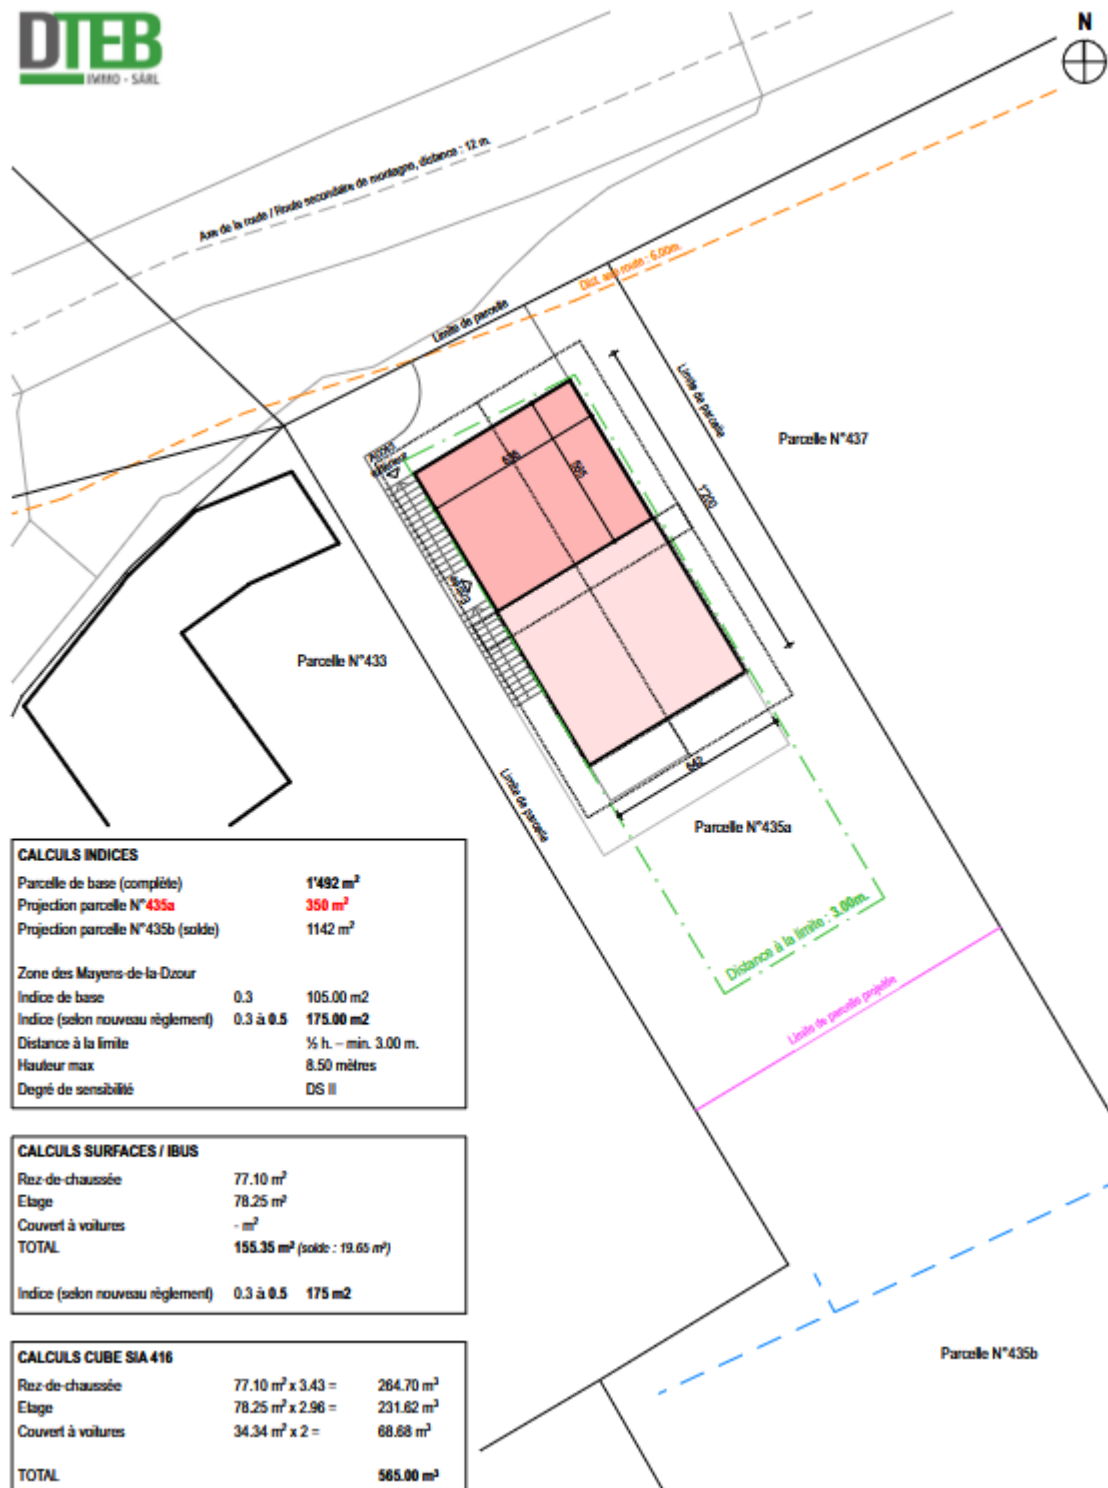 DTEB
IMMO - SÀRL
N
Axe de la route / Route secondaire de montagne, distance : 12 m.
Dist. axe route : 6.00m.
Limite de parcelle
Limite de parcelle
Parcelle N°437
Accès
extérieur
636
595
1'200
Entrée
Parcelle N°433
Limite de parcelle
642
Parcelle N°435a
Distance à la limite : 3.00m.
Limite de parcelle projetée
Parcelle N°435b
CALCULS INDICES
Parcelle de base (complète) 1'492 m²
Projection parcelle N°435a 350 m²
Projection parcelle N°435b (solde) 1142 m²
Zone des Mayens-de-la-Dzour
Indice de base 0.3 105.00 m2
Indice (selon nouveau règlement) 0.3 à 0.5 175.00 m2
Distance à la limite ½ h. – min. 3.00 m.
Hauteur max 8.50 mètres
Degré de sensibilité DS II
CALCULS SURFACES / IBUS
Rez-de-chaussée 77.10 m²
Etage 78.25 m²
Couvert à voitures - m²
TOTAL 155.35 m² (solde : 19.65 m²)
Indice (selon nouveau règlement) 0.3 à 0.5 175 m2
CALCULS CUBE SIA 416
Rez-de-chaussée 77.10 m² x 3.43 = 264.70 m³
Etage 78.25 m² x 2.96 = 231.62 m³
Couvert à voitures 34.34 m² x 2 = 68.68 m³
TOTAL 565.00 m³